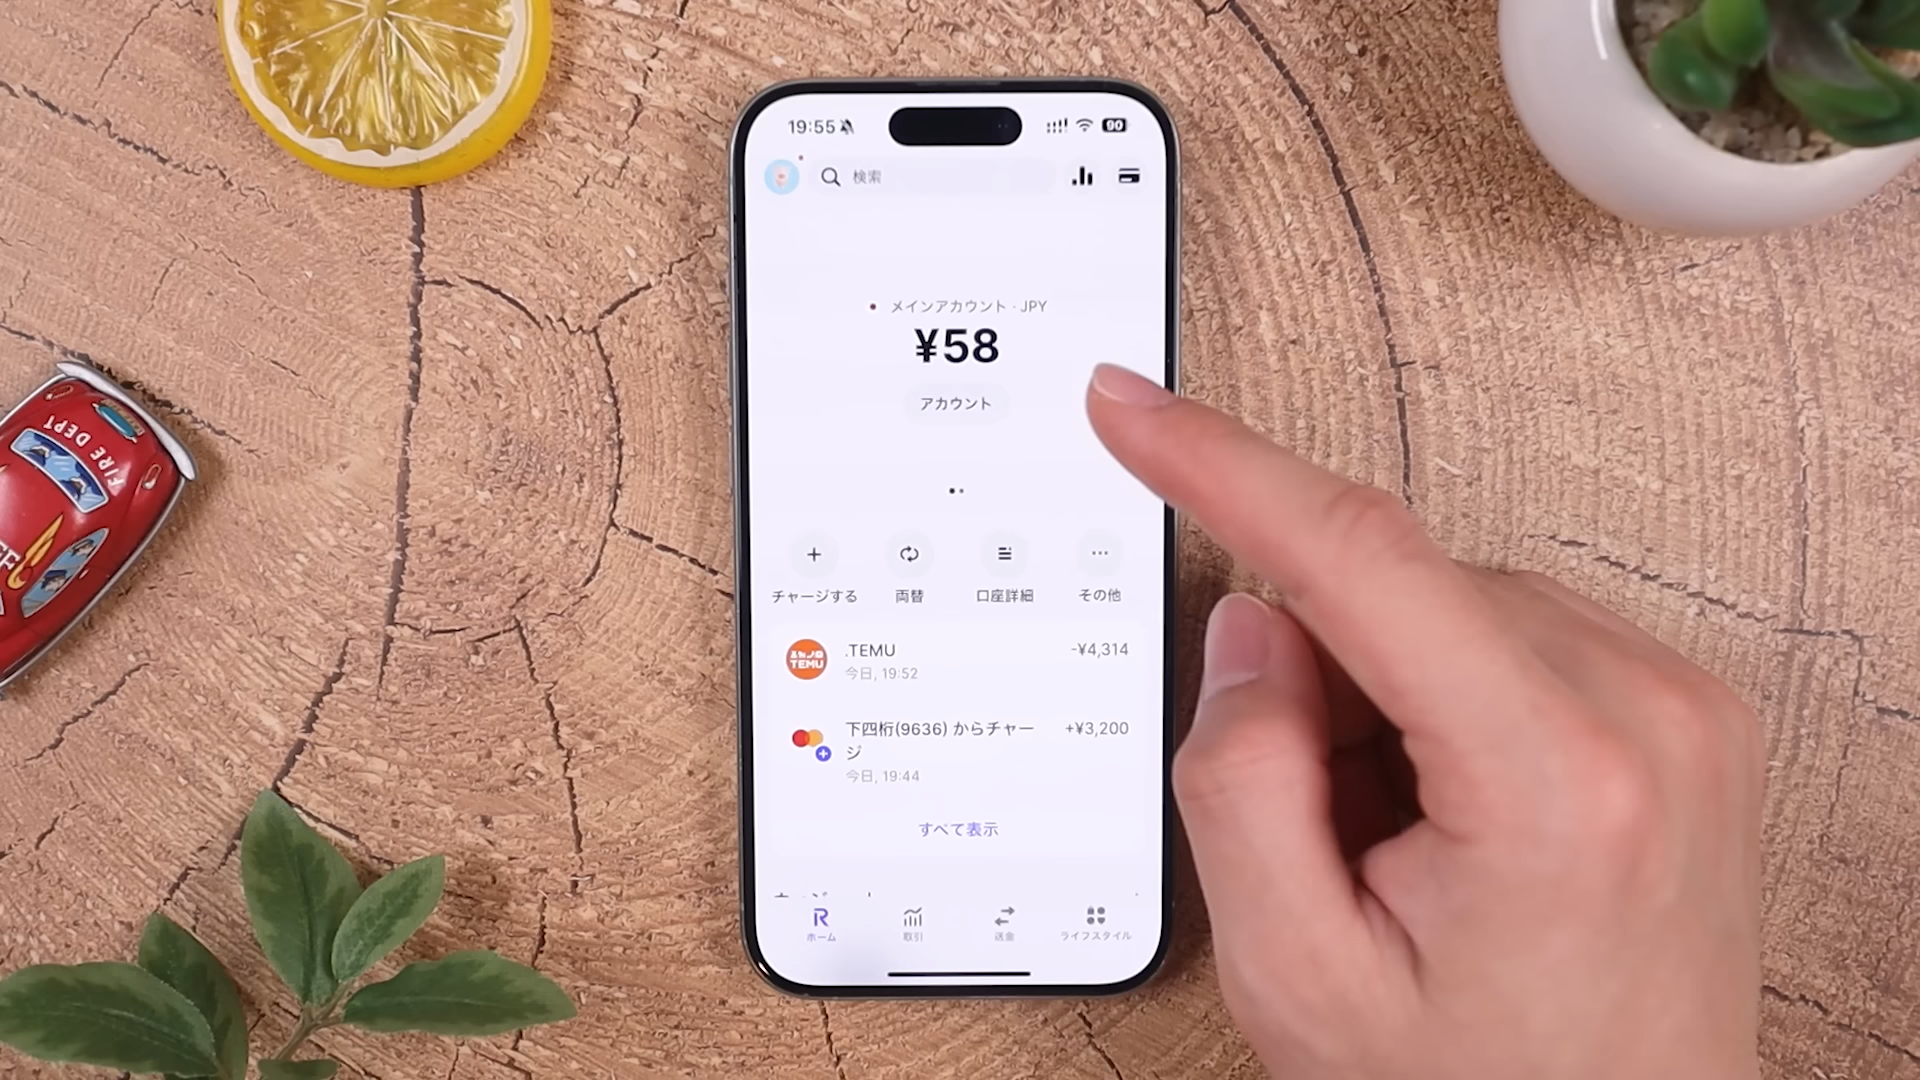 19:55
90
検索
メインアカウント · JPY
¥58
アカウント
チャージする
両替
口座詳細
その他
TEMU
.TEMU
-¥4,314
今日, 19:52
下四桁(9636) からチャー
ジ
+¥3,200
今日, 19:44
すべて表示
ホーム
取引
送金
ライフスタイル
FIRE DEPT